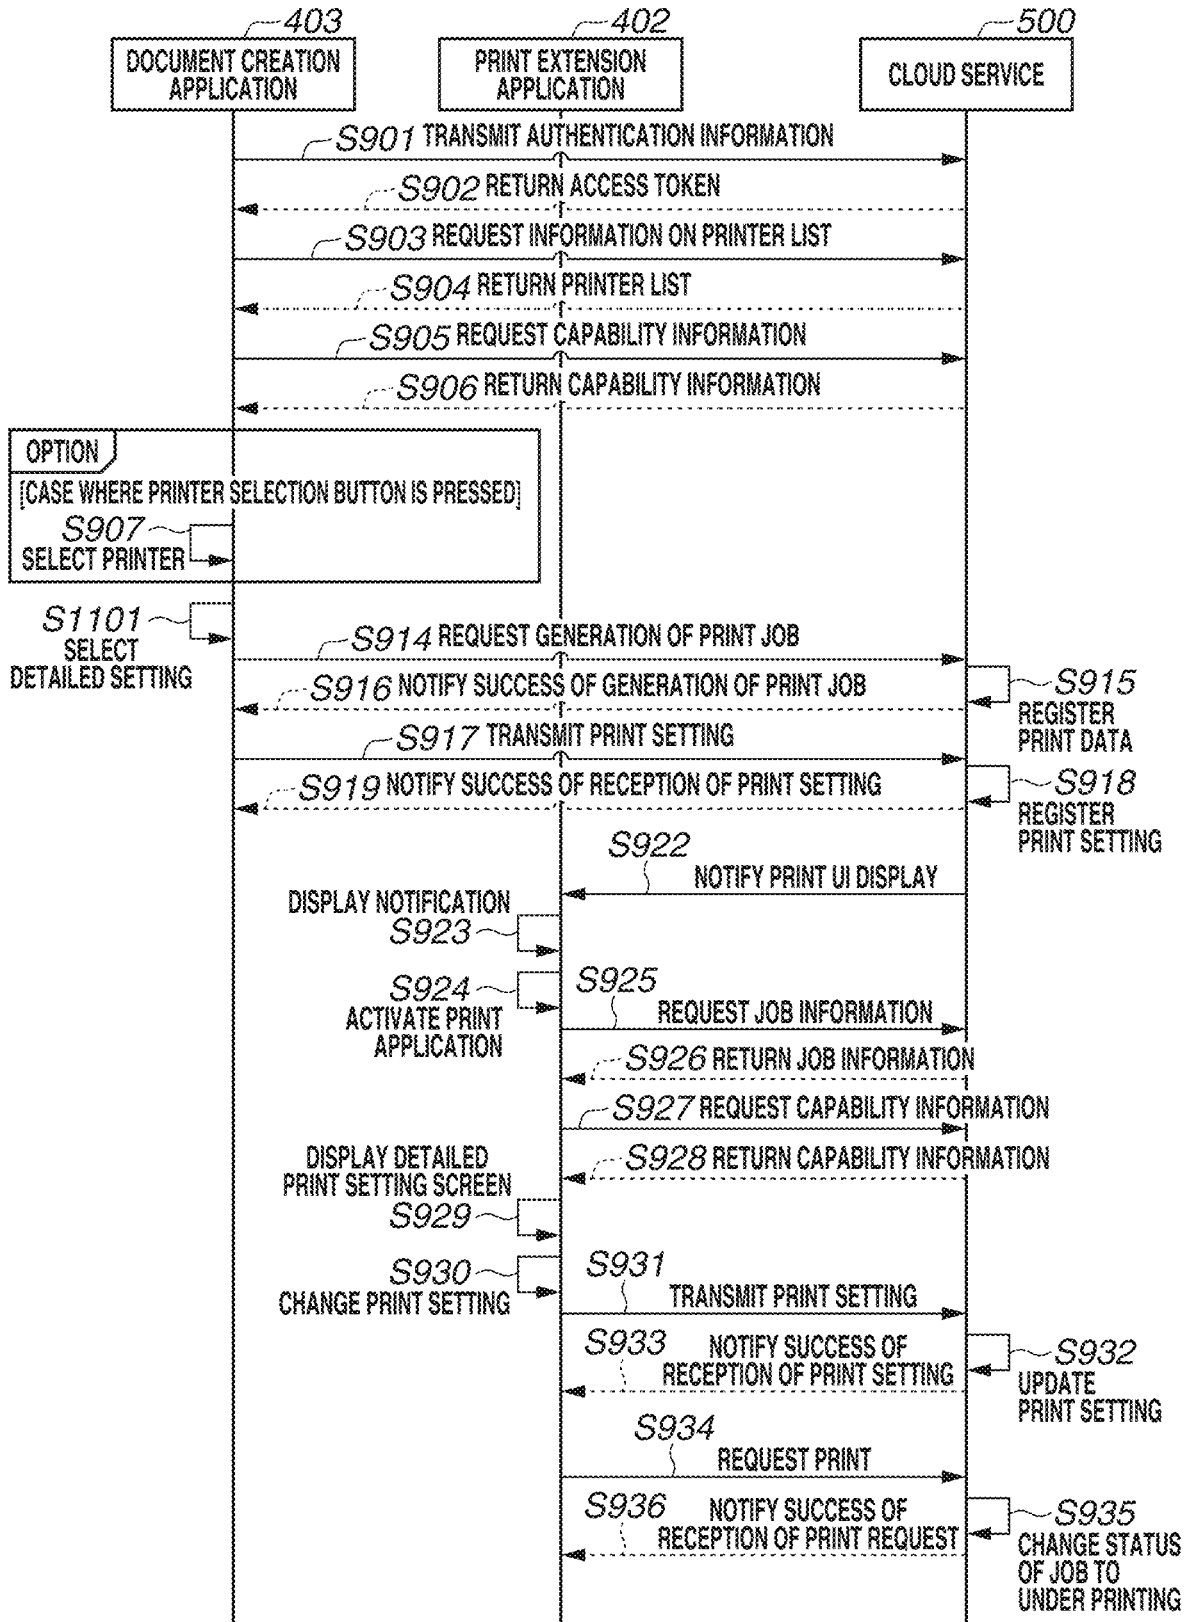 403
402
500
DOCUMENT CREATION
APPLICATION
PRINT EXTENSION
APPLICATION
CLOUD SERVICE
S901 TRANSMIT AUTHENTICATION INFORMATION
S902 RETURN ACCESS TOKEN
S903 REQUEST INFORMATION ON PRINTER LIST
S904 RETURN PRINTER LIST
S905 REQUEST CAPABILITY INFORMATION
S906 RETURN CAPABILITY INFORMATION
OPTION
[CASE WHERE PRINTER SELECTION BUTTON IS PRESSED]
S907
SELECT PRINTER
S1101
SELECT
DETAILED SETTING
S914 REQUEST GENERATION OF PRINT JOB
S915
REGISTER
PRINT DATA
S916 NOTIFY SUCCESS OF GENERATION OF PRINT JOB
S917 TRANSMIT PRINT SETTING
S918
REGISTER
PRINT SETTING
S919 NOTIFY SUCCESS OF RECEPTION OF PRINT SETTING
S922
NOTIFY PRINT UI DISPLAY
DISPLAY NOTIFICATION
S923
S924
ACTIVATE PRINT
APPLICATION
S925
REQUEST JOB INFORMATION
S926 RETURN JOB INFORMATION
S927 REQUEST CAPABILITY INFORMATION
S928 RETURN CAPABILITY INFORMATION
DISPLAY DETAILED
PRINT SETTING SCREEN
S929
S930
CHANGE PRINT SETTING
S931
TRANSMIT PRINT SETTING
S932
UPDATE
PRINT SETTING
S933
NOTIFY SUCCESS OF
RECEPTION OF PRINT SETTING
S934
REQUEST PRINT
S935
CHANGE STATUS
OF JOB TO
UNDER PRINTING
S936
NOTIFY SUCCESS OF
RECEPTION OF PRINT REQUEST